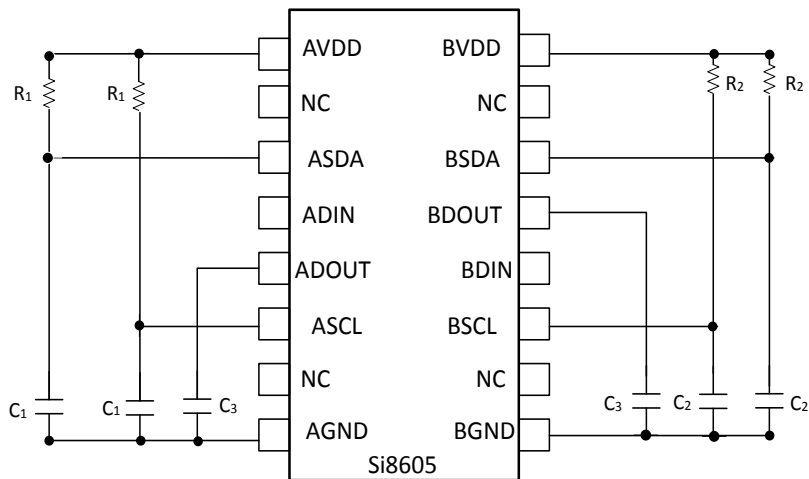 AVDD BVDD
R₁ R₁ R₂ R₂
NC NC
ASDA BSDA
ADIN BDOUT
ADOUT BDIN
ASCL BSCL
NC NC
C₁ C₁ C₃ C₃ C₂ C₂
AGND BGND
Si8605